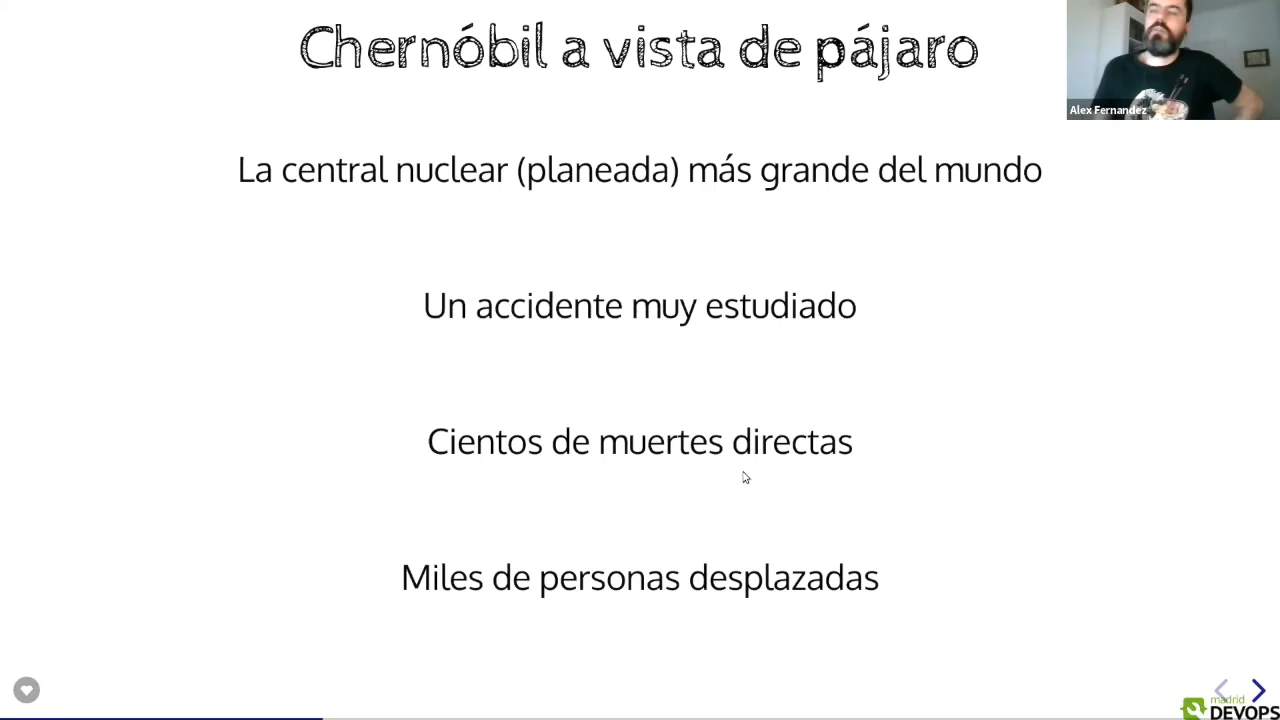 Chernóbil a vista de pájaro
Alex Fernandez
La central nuclear (planeada) más grande del mundo
Un accidente muy estudiado
Cientos de muertes directas
Miles de personas desplazadas
madrid
DEVOPS